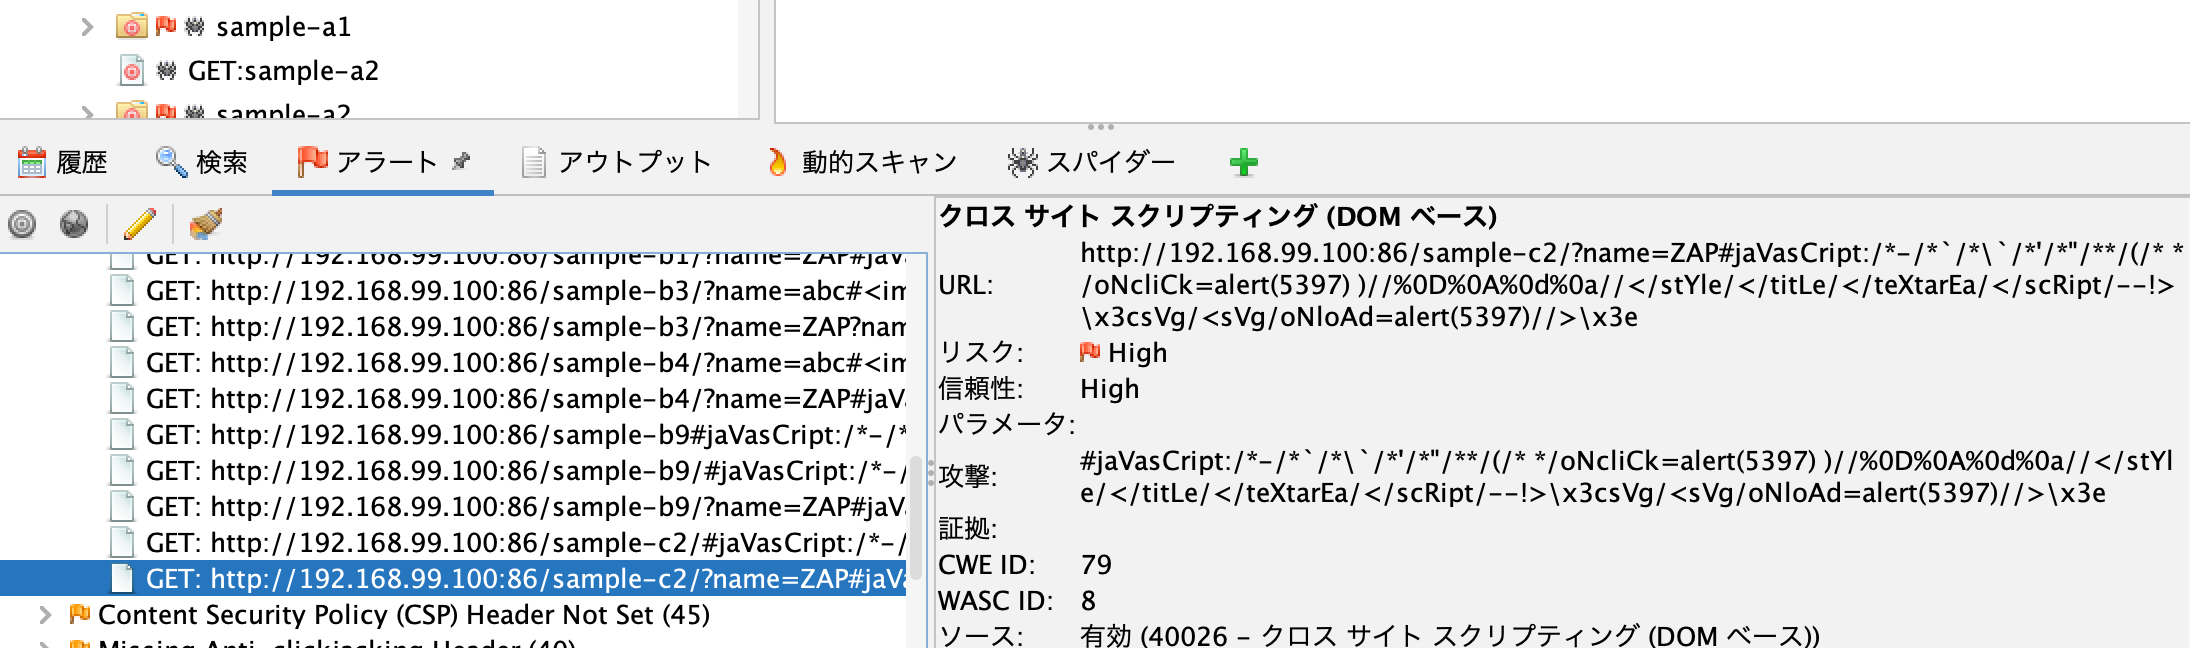 sample-a1
GET:sample-a2
sample-a2
履歴
検索
アラート
アウトプット
動的スキャン
スパイダー
GET: http://192.168.99.100:86/sample-b1/?name=ZAP#jaV
GET: http://192.168.99.100:86/sample-b3/?name=abc#<im
GET: http://192.168.99.100:86/sample-b3/?name=ZAP?nam
GET: http://192.168.99.100:86/sample-b4/?name=abc#<im
GET: http://192.168.99.100:86/sample-b4/?name=ZAP#jaV
GET: http://192.168.99.100:86/sample-b9#jaVasCript:/*-/*
GET: http://192.168.99.100:86/sample-b9/#jaVasCript:/*-/
GET: http://192.168.99.100:86/sample-b9/?name=ZAP#jaV
GET: http://192.168.99.100:86/sample-c2/#jaVasCript:/*-/
GET: http://192.168.99.100:86/sample-c2/?name=ZAP#jaVa
Content Security Policy (CSP) Header Not Set (45)
Missing Anti-clickjacking Header (40)
クロス サイト スクリプティング (DOM ベース)
URL:
http://192.168.99.100:86/sample-c2/?name=ZAP#jaVasCript:/*-/*`/*\`/*'/*"/**/(/* *
/oNcliCk=alert(5397) )//%0D%0A%0d%0a//</stYle/</titLe/</teXtarEa/</scRipt/--!>
\x3csVg/<sVg/oNloAd=alert(5397)//>\x3e
リスク: High
信頼性: High
パラメータ:
攻撃:
#jaVasCript:/*-/*`/*\`/*'/*"/**/(/* */oNcliCk=alert(5397) )//%0D%0A%0d%0a//</stYl
e/</titLe/</teXtarEa/</scRipt/--!>\x3csVg/<sVg/oNloAd=alert(5397)//>\x3e
証拠:
CWE ID: 79
WASC ID: 8
ソース: 有効 (40026 - クロス サイト スクリプティング (DOM ベース))